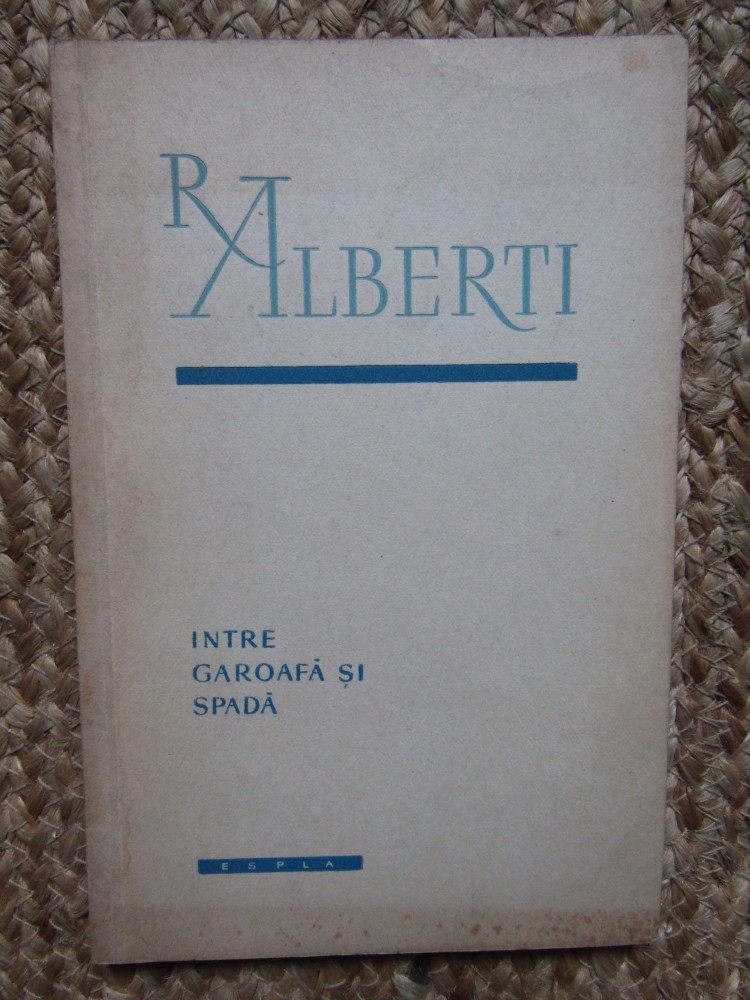 R ALBERTI
INTRE
GAROAFĂ ȘI
SPADĂ
ESPLA